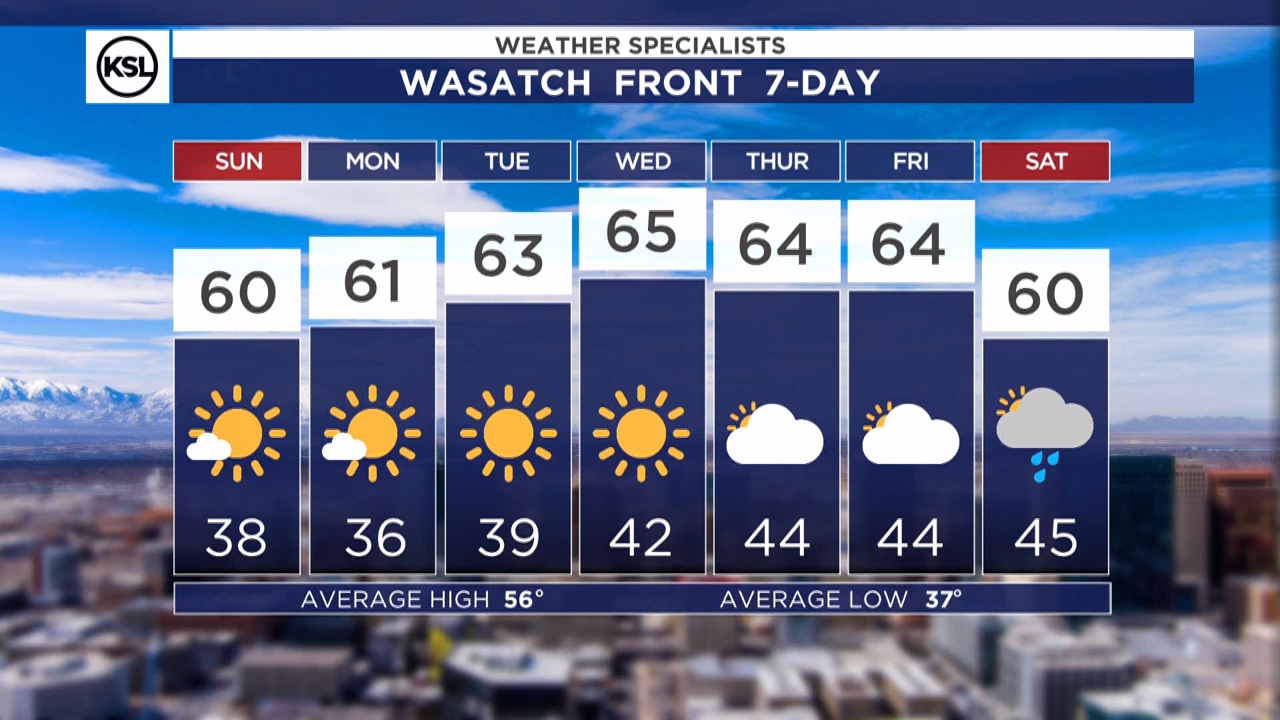 KSL
WEATHER SPECIALISTS
WASATCH FRONT 7-DAY
SUN MON TUE WED THUR FRI SAT
60 61 63 65 64 64 60
38 36 39 42 44 44 45
AVERAGE HIGH 56° AVERAGE LOW 37°